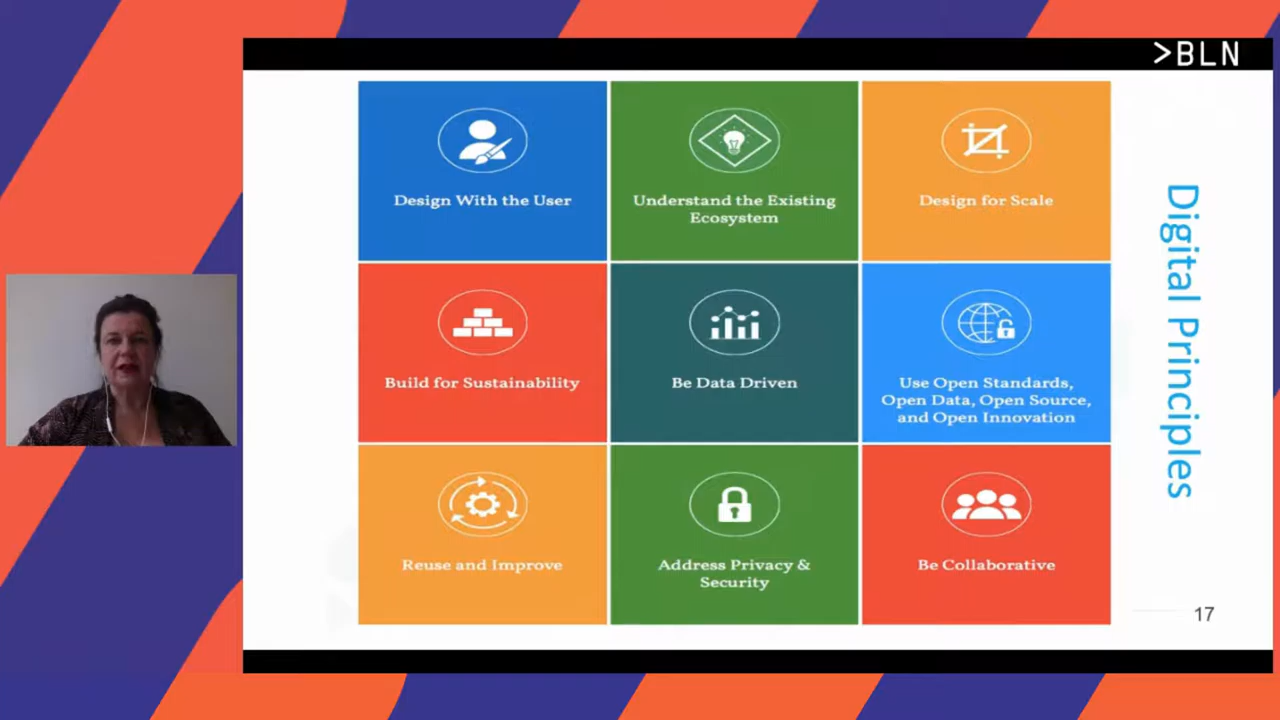 >BLN
Design With the User
Understand the Existing
Ecosystem
Design for Scale
Build for Sustainability
Be Data Driven
Use Open Standards,
Open Data, Open Source,
and Open Innovation
Reuse and Improve
Address Privacy &
Security
Be Collaborative
Digital Principles
17